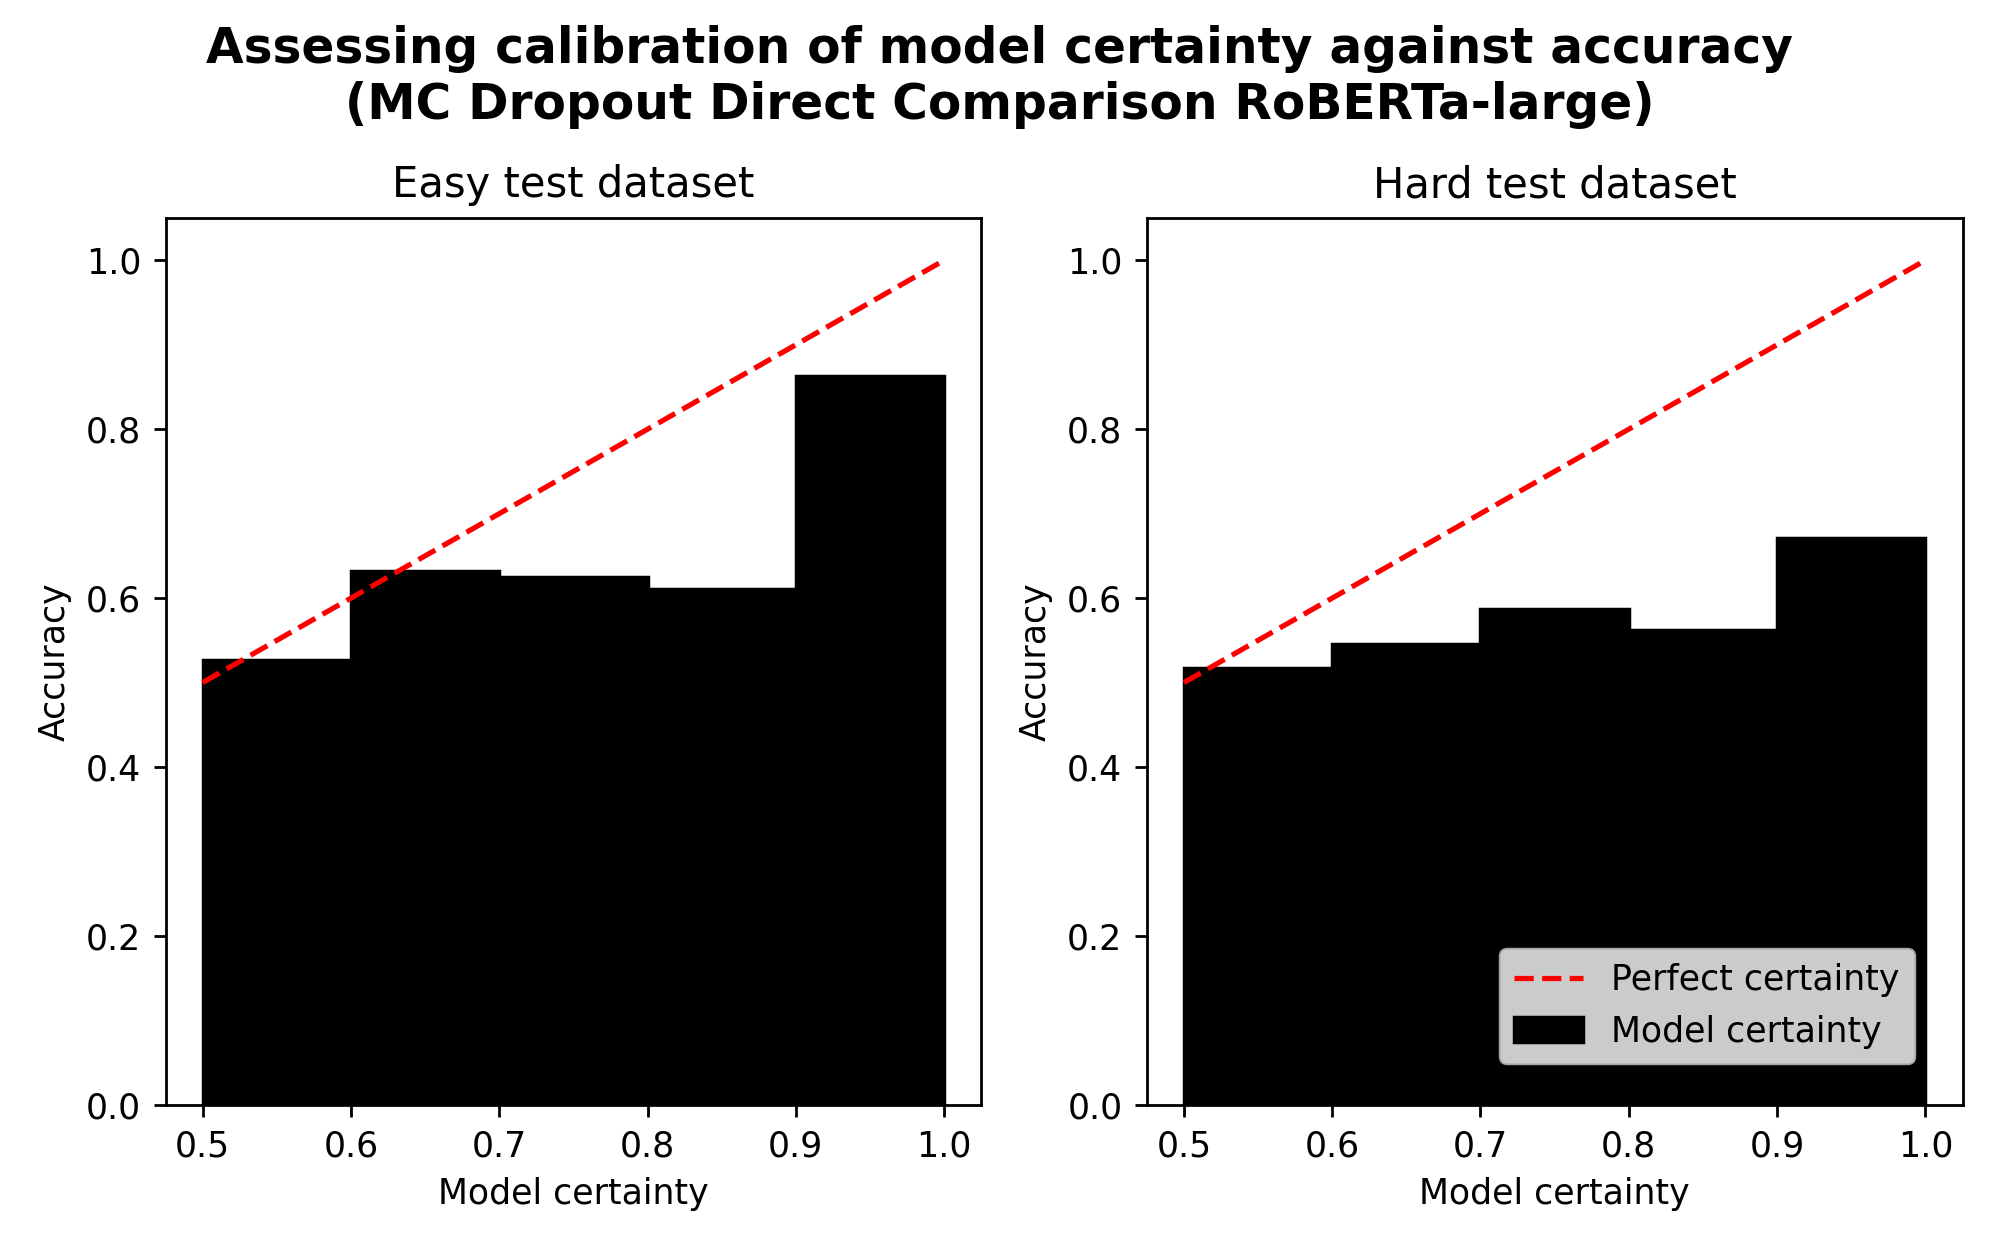 Assessing calibration of model certainty against accuracy
(MC Dropout Direct Comparison RoBERTa-large)
Easy test dataset
1.0
0.8
0.6
0.4
0.2
0.0
Accuracy
0.5 0.6 0.7 0.8 0.9 1.0
Model certainty
Hard test dataset
1.0
0.8
0.6
0.4
0.2
0.0
Accuracy
Perfect certainty
Model certainty
0.5 0.6 0.7 0.8 0.9 1.0
Model certainty